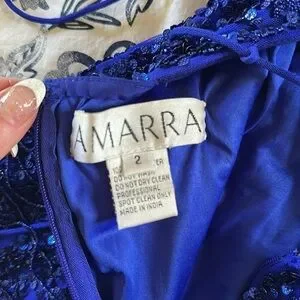 AMARRA
2
DO NOT WASH
DO NOT DRY CLEAN
PROFESSIONAL
SPOT CLEAN ONLY
MADE IN INDIA